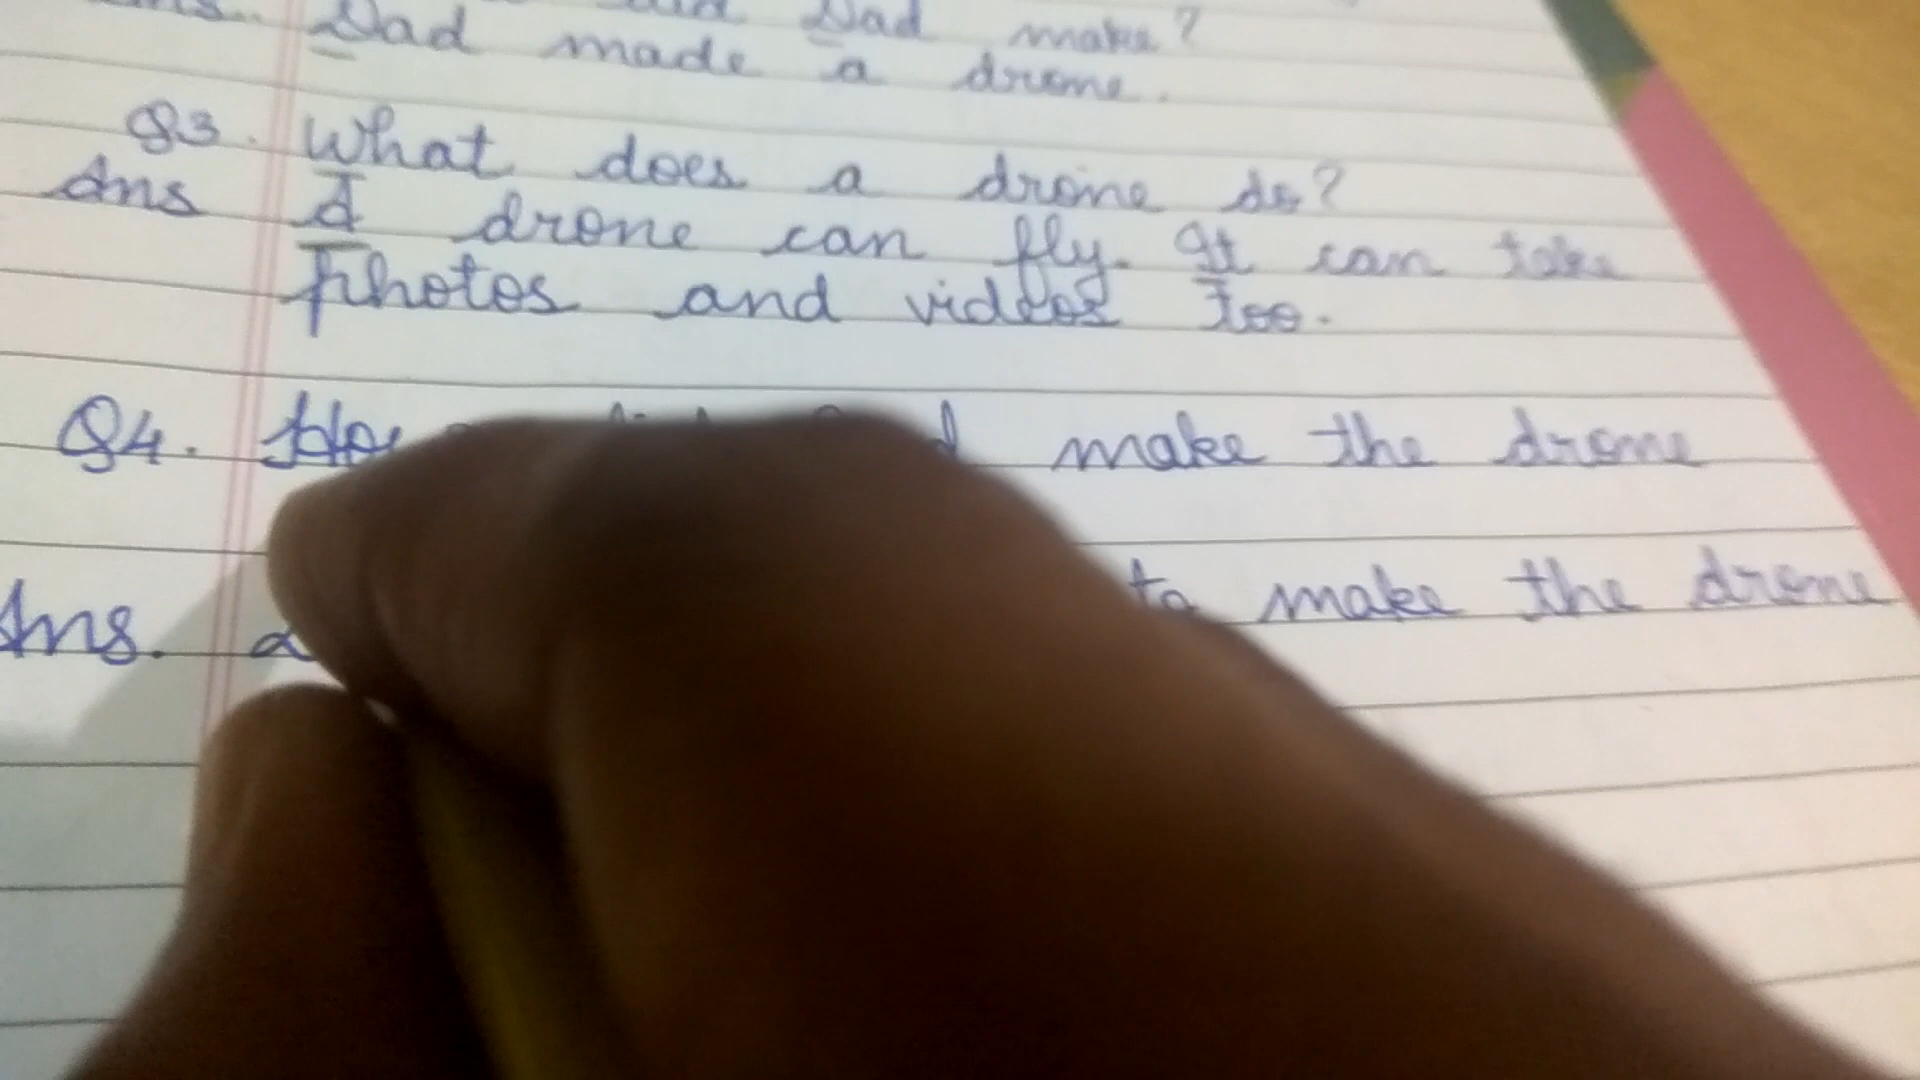 Dad make?
Dad made a drone.
Q3. What does a drone do?
Ans A drone can fly. It can take
Photos and videos too.
Q4. make the drone
Ans. to make the drone